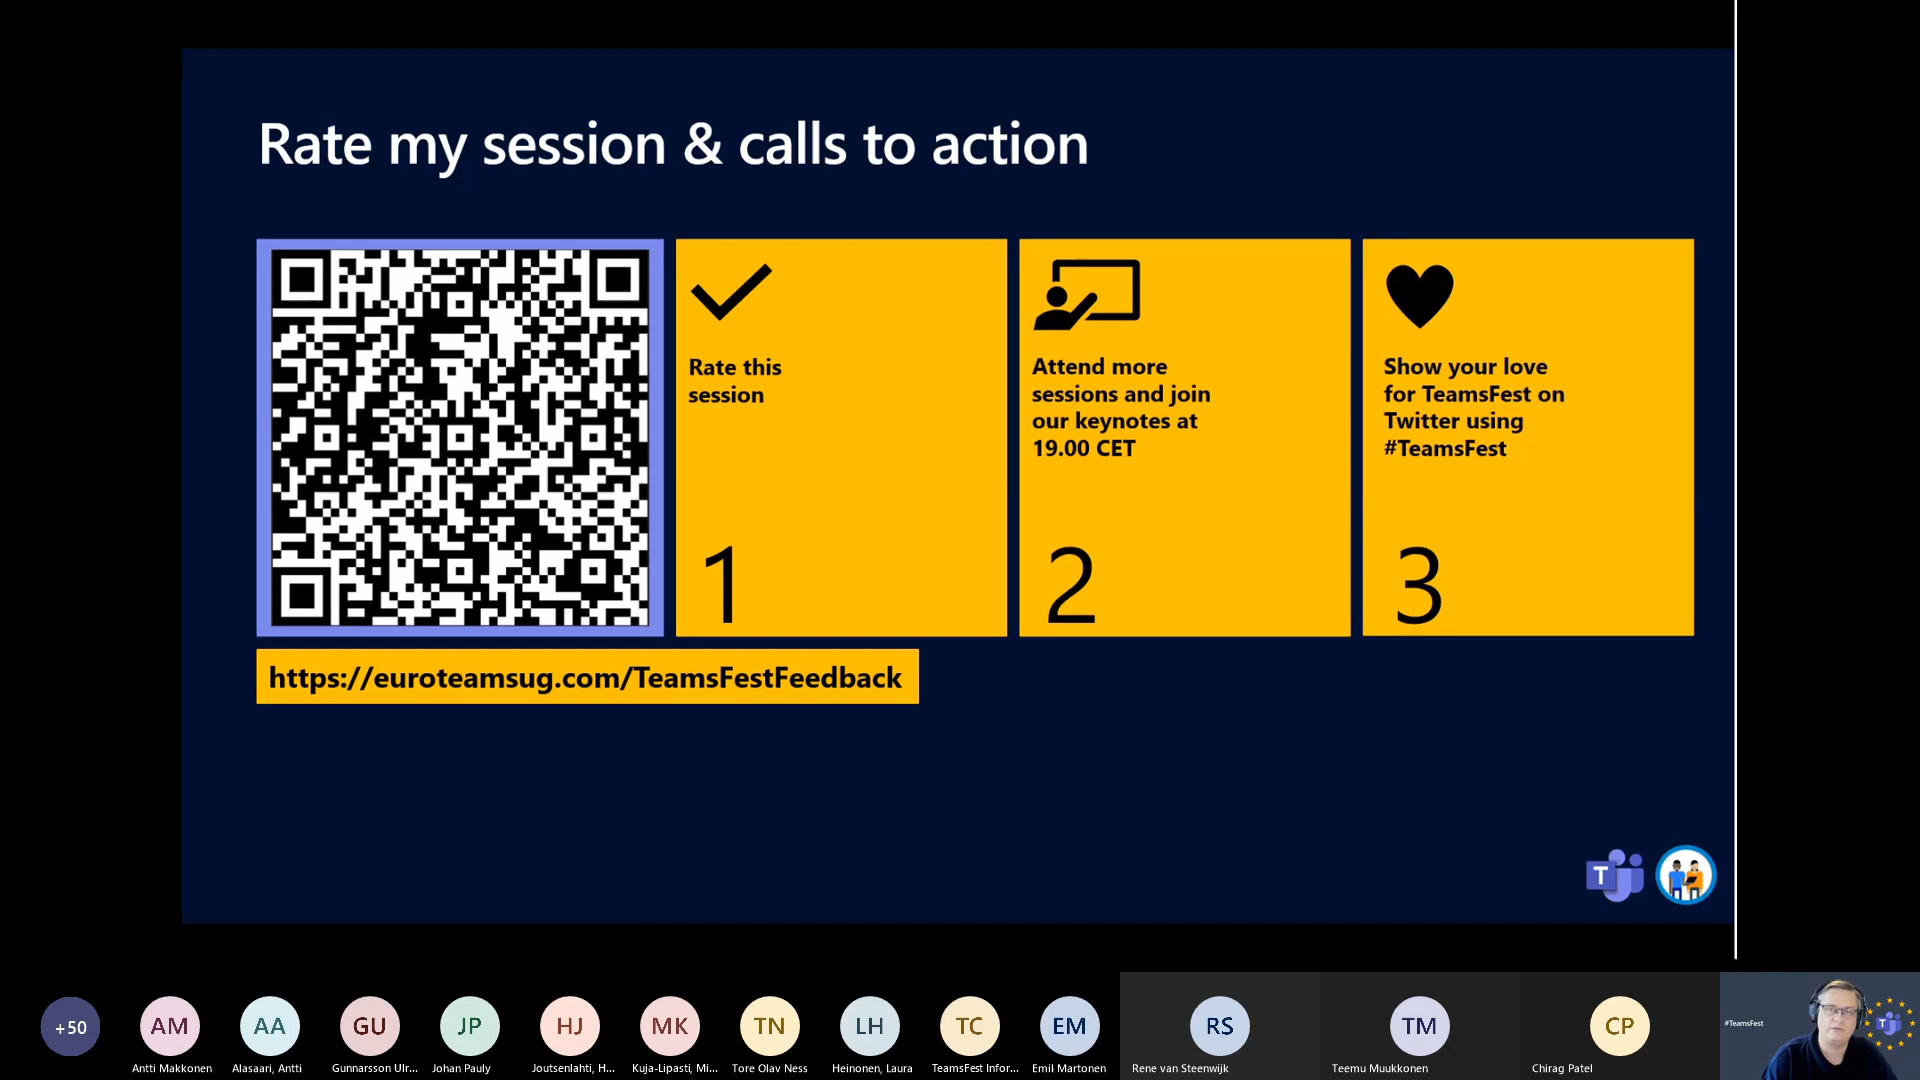 Rate my session & calls to action
Rate this
session
1
Attend more
sessions and join
our keynotes at
19.00 CET
2
Show your love
for TeamsFest on
Twitter using
#TeamsFest
3
https://euroteamsug.com/TeamsFestFeedback
T
+50
AM
AA
GU
JP
HJ
MK
TN
LH
TC
EM
RS
TM
CP
#TeamsFest
T
Antti Makkonen
Alasaari, Antti
Gunnarsson Ulr...
Johan Pauly
Joutsenlahti, H...
Kuja-Lipasti, Mi...
Tore Olav Ness
Heinonen, Laura
TeamsFest Infor...
Emil Martonen
Rene van Steenwijk
Teemu Muukkonen
Chirag Patel